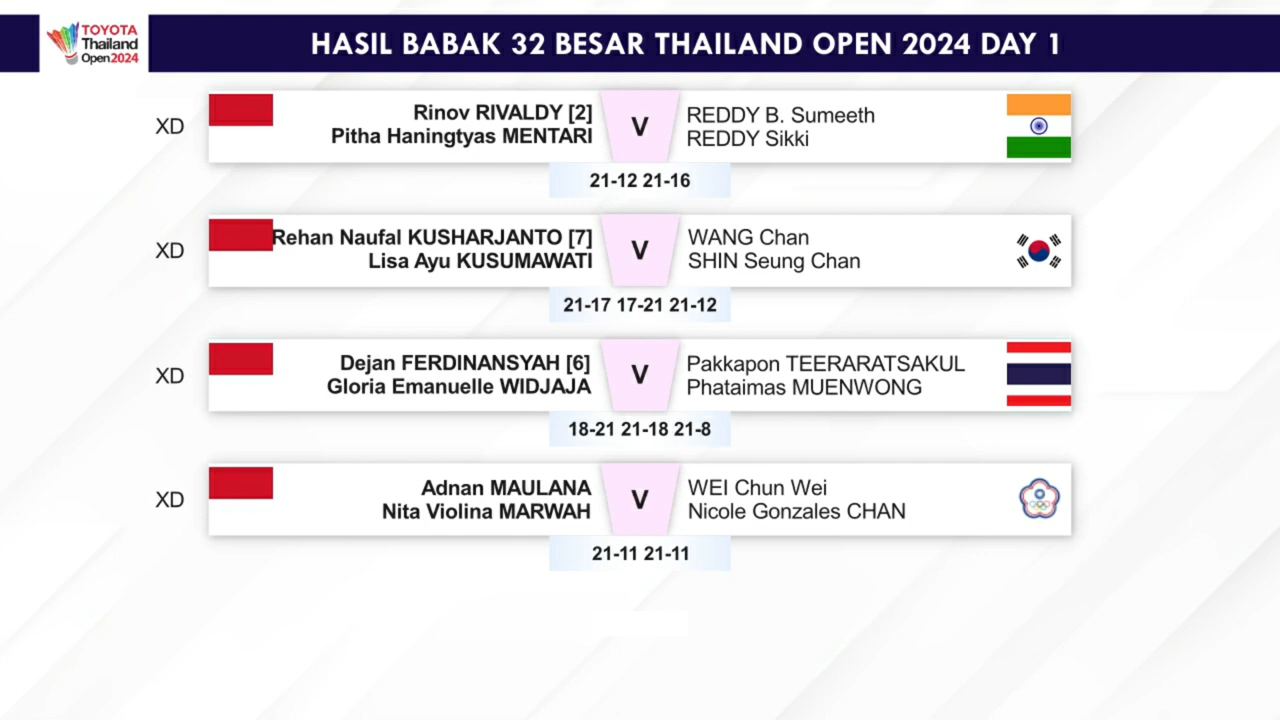 TOYOTA
Thailand
Open2024
HASIL BABAK 32 BESAR THAILAND OPEN 2024 DAY 1
XD
Rinov RIVALDY [2]
Pitha Haningtyas MENTARI
V
REDDY B. Sumeeth
REDDY Sikki
21-12 21-16
XD
Rehan Naufal KUSHARJANTO [7]
Lisa Ayu KUSUMAWATI
V
WANG Chan
SHIN Seung Chan
21-17 17-21 21-12
XD
Dejan FERDINANSYAH [6]
Gloria Emanuelle WIDJAJA
V
Pakkapon TEERARATSAKUL
Phataimas MUENWONG
18-21 21-18 21-8
XD
Adnan MAULANA
Nita Violina MARWAH
V
WEI Chun Wei
Nicole Gonzales CHAN
21-11 21-11